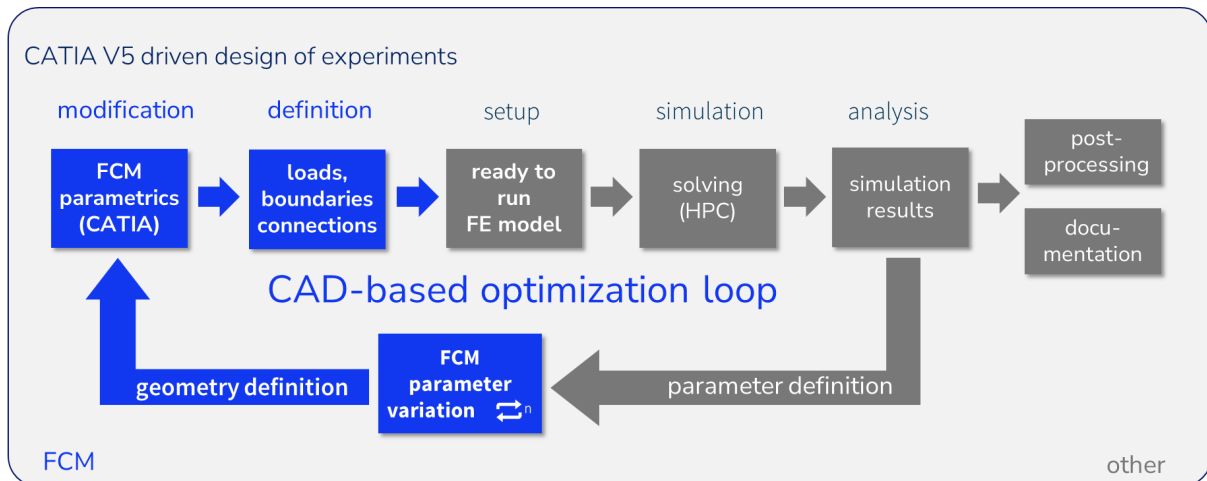 CATIA V5 driven design of experiments
modification
definition
setup
simulation
analysis
FCM
parametrics
(CATIA)
loads,
boundaries
connections
ready to
run
FE model
solving
(HPC)
simulation
results
post-
processing
docu-
mentation
CAD-based optimization loop
FCM
parameter
variation n
geometry definition
parameter definition
FCM
other